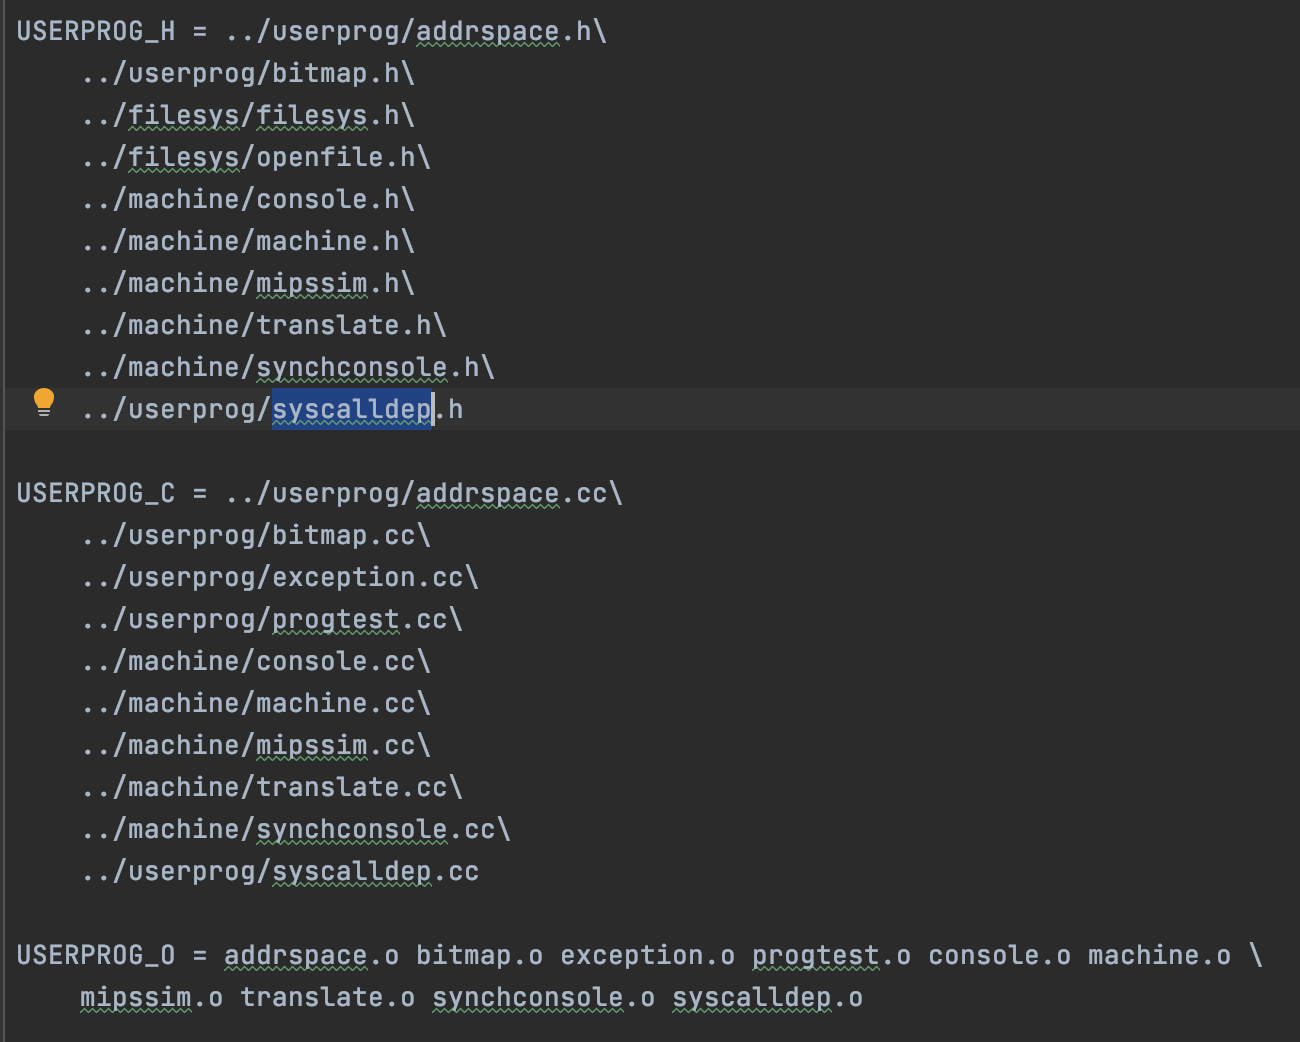 USERPROG_H = ../userprog/addrspace.h\
../userprog/bitmap.h\
../filesys/filesys.h\
../filesys/openfile.h\
../machine/console.h\
../machine/machine.h\
../machine/mipssim.h\
../machine/translate.h\
../machine/synchconsole.h\
../userprog/syscalldep.h
USERPROG_C = ../userprog/addrspace.cc\
../userprog/bitmap.cc\
../userprog/exception.cc\
../userprog/progtest.cc\
../machine/console.cc\
../machine/machine.cc\
../machine/mipssim.cc\
../machine/translate.cc\
../machine/synchconsole.cc\
../userprog/syscalldep.cc
USERPROG_O = addrspace.o bitmap.o exception.o progtest.o console.o machine.o \
mipssim.o translate.o synchconsole.o syscalldep.o